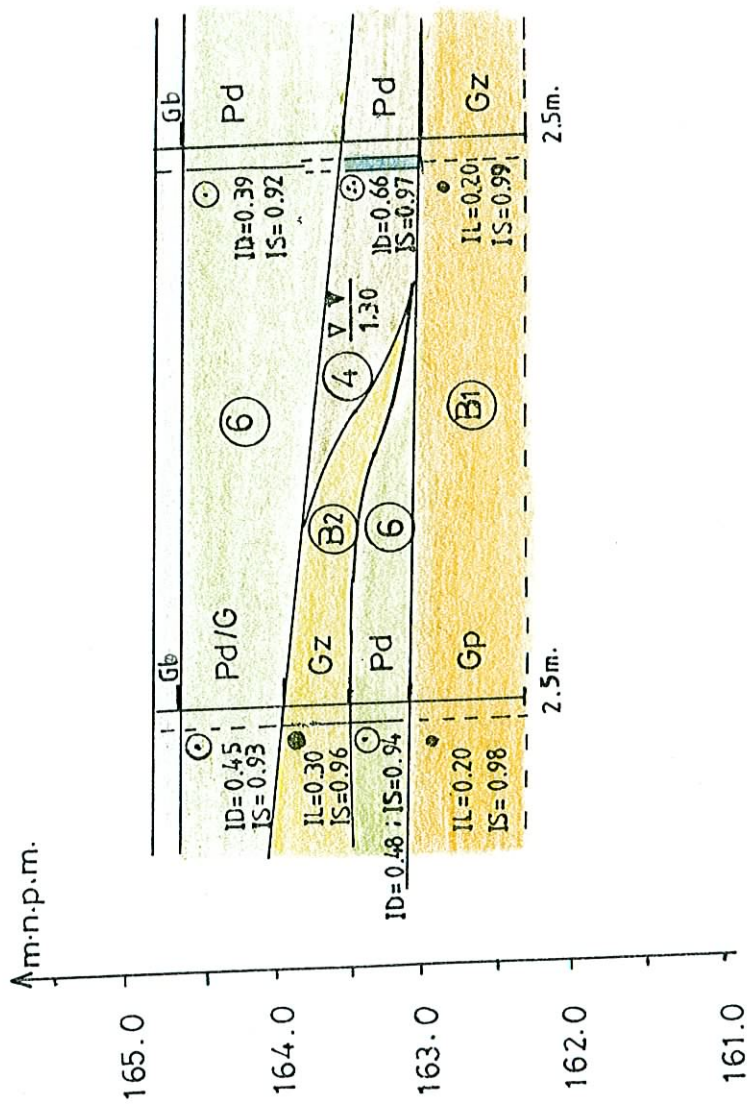 m·n.p.m.
165.0
164.0
163.0
162.0
161.0
Gb
Pd/G
ID=0.45
IS=0.93
Gz
IL=0.30
IS=0.96
Pd
ID=0.48 ; IS=0.94
Gp
IL=0.20
IS=0.98
2.5m.
6
B2
6
4
1.30
B1
Gb
Pd
ID=0.39
IS=0.92
Pd
ID=0.66
IS=0.97
Gz
IL=0.20
IS=0.99
2.5m.